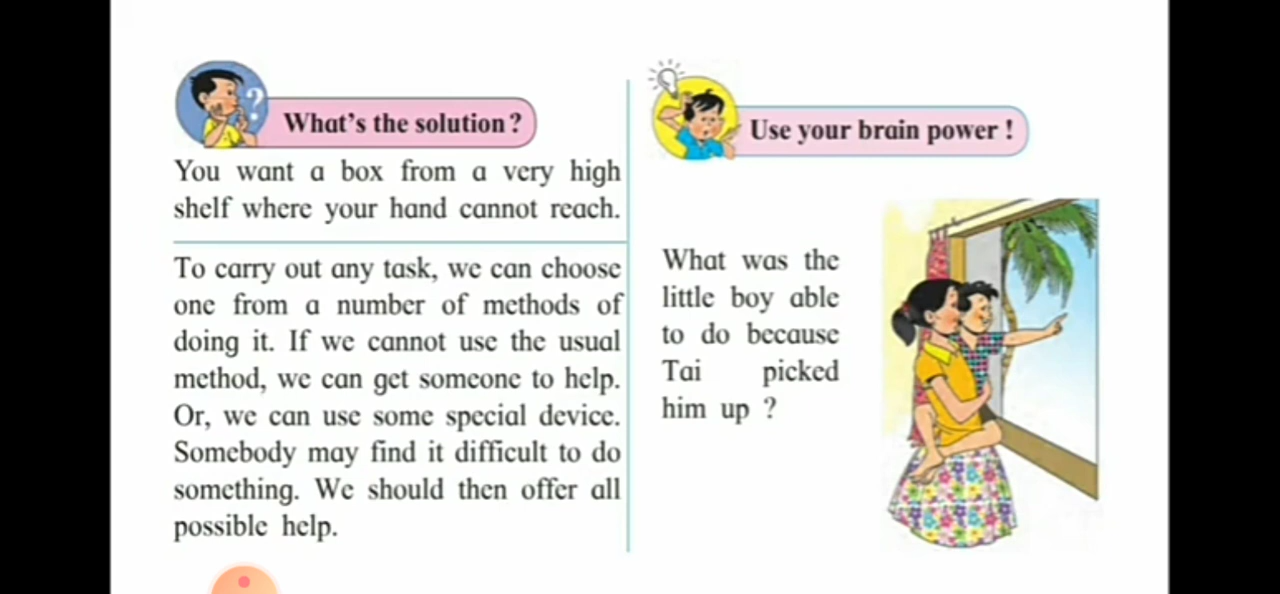 What's the solution ?
You want a box from a very high
shelf where your hand cannot reach.
To carry out any task, we can choose
one from a number of methods of
doing it. If we cannot use the usual
method, we can get someone to help.
Or, we can use some special device.
Somebody may find it difficult to do
something. We should then offer all
possible help.
Use your brain power !
What was the
little boy able
to do because
Tai picked
him up ?